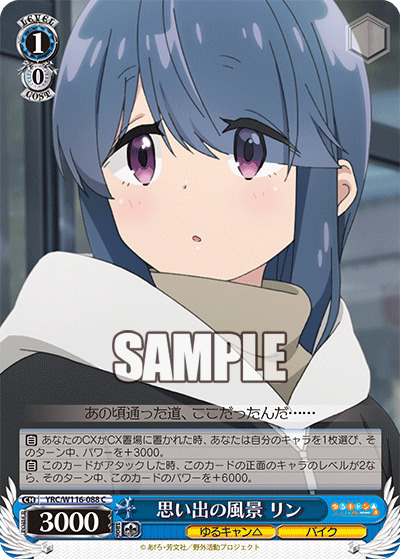 LEVEL
1
0
COST
SAMPLE
あの頃通った道、ここだったんだ……
自 あなたのCXがCX置場に置かれた時、あなたは自分のキャラを1枚選び、そ
のターン中、パワーを+3000。
自 このカードがアタックした時、このカードの正面のキャラのレベルが2な
ら、そのターン中、このカードのパワーを+6000。
CH YRC/W116-088 C
3000
思い出の風景 リン
ゆるキャン△
ゆるキャン△
バイク
©あfろ・芳文社／野外活動プロジェクト